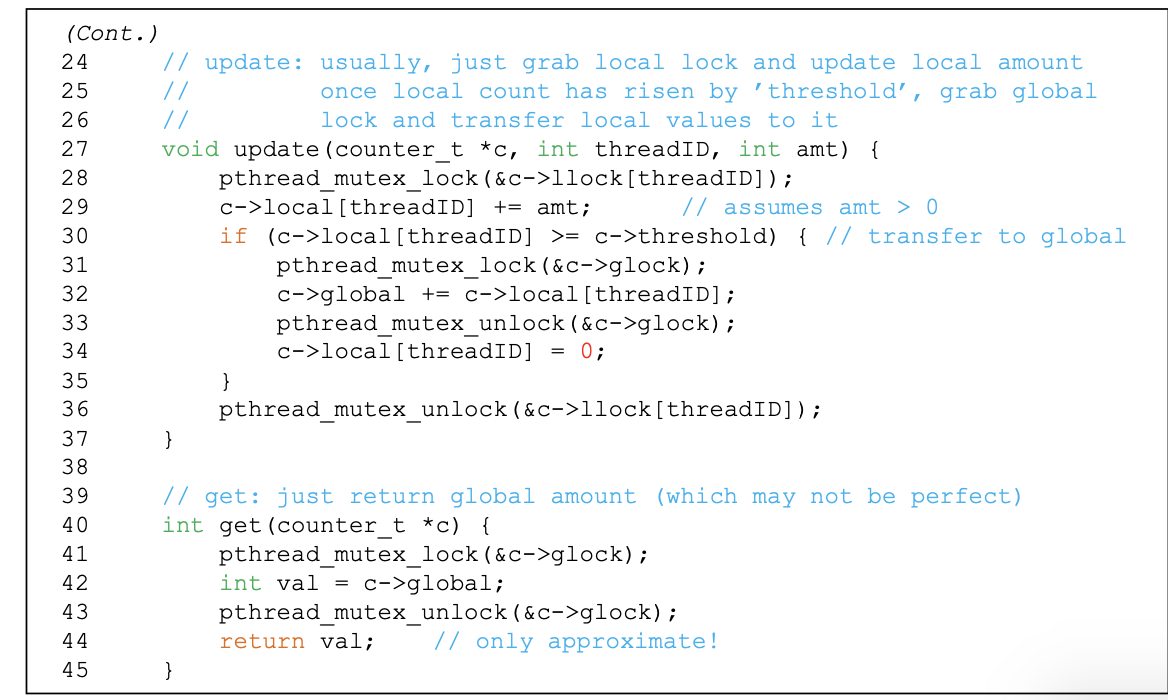 (Cont.)
24 // update: usually, just grab local lock and update local amount
25 // once local count has risen by ’threshold’, grab global
26 // lock and transfer local values to it
27 void update(counter_t *c, int threadID, int amt) {
28 pthread_mutex_lock(&c->llock[threadID]);
29 c->local[threadID] += amt; // assumes amt > 0
30 if (c->local[threadID] >= c->threshold) { // transfer to global
31 pthread_mutex_lock(&c->glock);
32 c->global += c->local[threadID];
33 pthread_mutex_unlock(&c->glock);
34 c->local[threadID] = 0;
35 }
36 pthread_mutex_unlock(&c->llock[threadID]);
37 }
38
39 // get: just return global amount (which may not be perfect)
40 int get(counter_t *c) {
41 pthread_mutex_lock(&c->glock);
42 int val = c->global;
43 pthread_mutex_unlock(&c->glock);
44 return val; // only approximate!
45 }